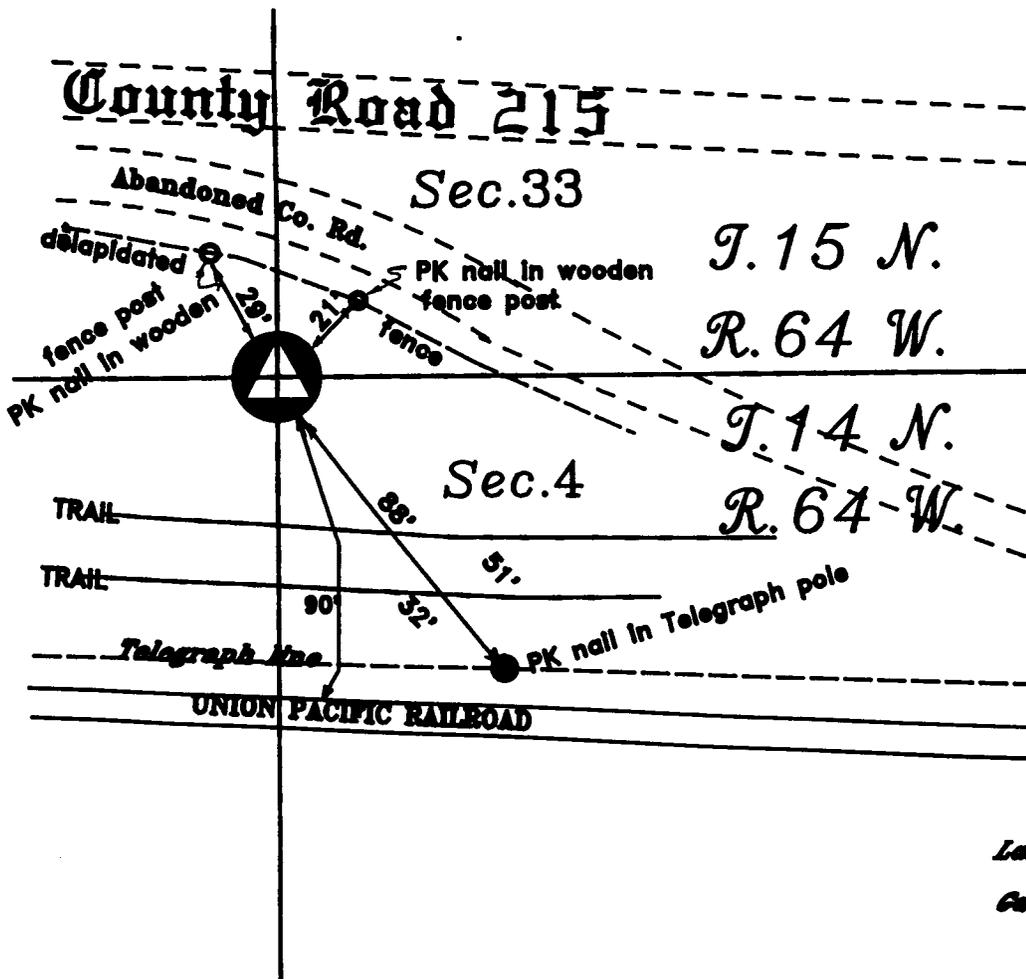 County Road 215
Abandoned Co. Rd.
Sec.33
T.15 N.
delapidated
PK nail in wooden
fence post
29'
21'
fence post
PK nail in wooden
fence
R.64 W.
T.14 N.
Sec.4
R.64 W.
TRAIL
88'
51'
TRAIL
90'
32'
PK nail in Telegraph pole
Telegraph line
UNION PACIFIC RAILROAD